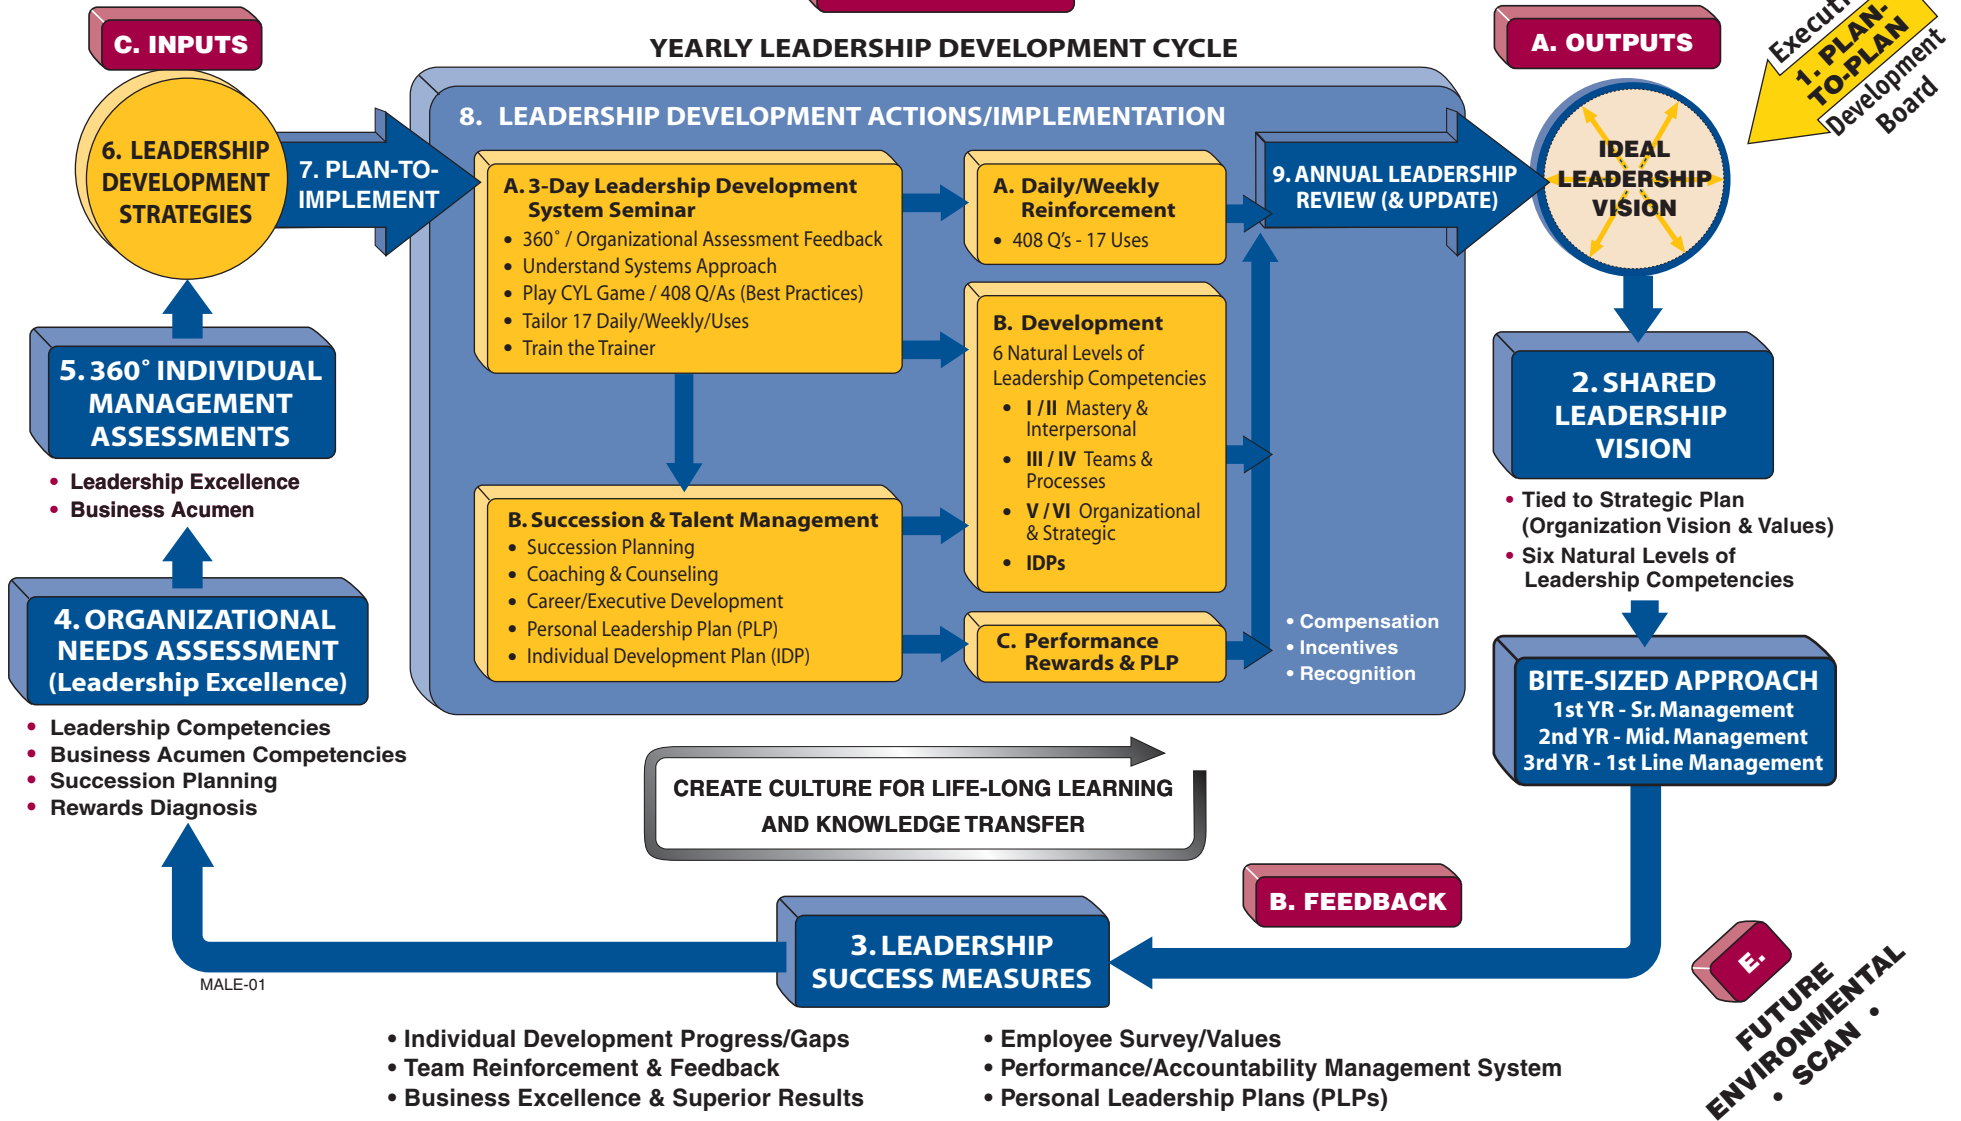 C. INPUTS
YEARLY LEADERSHIP DEVELOPMENT CYCLE
A. OUTPUTS
1. PLAN-
TO-PLAN
Development
Board
6. LEADERSHIP
DEVELOPMENT
STRATEGIES
7. PLAN-TO-
IMPLEMENT
8. LEADERSHIP DEVELOPMENT ACTIONS/IMPLEMENTATION
A. 3-Day Leadership Development
System Seminar
• 360° / Organizational Assessment Feedback
• Understand Systems Approach
• Play CYL Game / 408 Q/As (Best Practices)
• Tailor 17 Daily/Weekly/Uses
• Train the Trainer
B. Succession & Talent Management
• Succession Planning
• Coaching & Counseling
• Career/Executive Development
• Personal Leadership Plan (PLP)
• Individual Development Plan (IDP)
A. Daily/Weekly
Reinforcement
• 408 Q's - 17 Uses
B. Development
6 Natural Levels of
Leadership Competencies
• I / II Mastery &
Interpersonal
• III / IV Teams &
Processes
• V / VI Organizational
& Strategic
• IDPs
C. Performance
Rewards & PLP
• Compensation
• Incentives
• Recognition
9. ANNUAL LEADERSHIP
REVIEW (& UPDATE)
IDEAL
LEADERSHIP
VISION
2. SHARED
LEADERSHIP
VISION
• Tied to Strategic Plan
(Organization Vision & Values)
• Six Natural Levels of
Leadership Competencies
BITE-SIZED APPROACH
1st YR - Sr. Management
2nd YR - Mid. Management
3rd YR - 1st Line Management
5. 360° INDIVIDUAL
MANAGEMENT
ASSESSMENTS
• Leadership Excellence
• Business Acumen
4. ORGANIZATIONAL
NEEDS ASSESSMENT
(Leadership Excellence)
• Leadership Competencies
• Business Acumen Competencies
• Succession Planning
• Rewards Diagnosis
CREATE CULTURE FOR LIFE-LONG LEARNING
AND KNOWLEDGE TRANSFER
B. FEEDBACK
3. LEADERSHIP
SUCCESS MEASURES
MALE-01
• Individual Development Progress/Gaps
• Team Reinforcement & Feedback
• Business Excellence & Superior Results
• Employee Survey/Values
• Performance/Accountability Management System
• Personal Leadership Plans (PLPs)
E.
FUTURE
ENVIRONMENTAL
• SCAN •